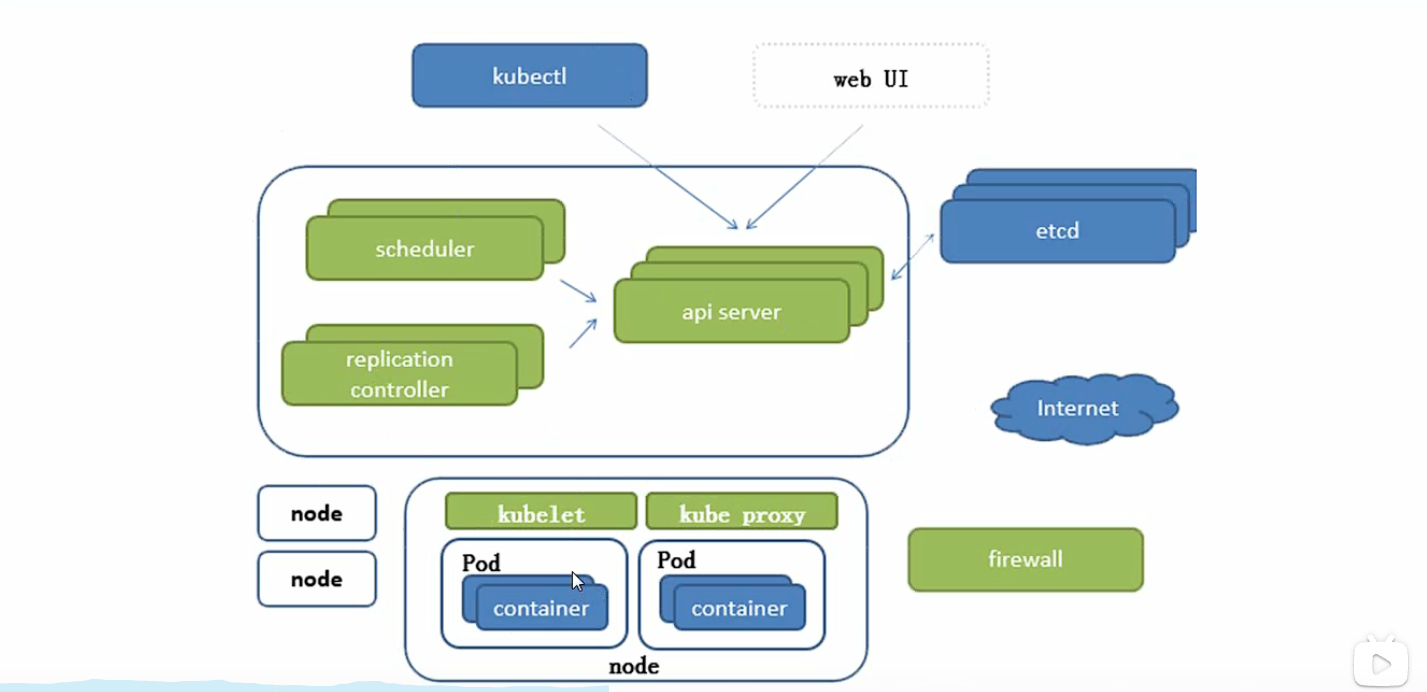 kubectl
web UI
scheduler
etcd
api server
replication
controller
Internet
node
kubelet
kube proxy
node
Pod
container
Pod
container
firewall
node